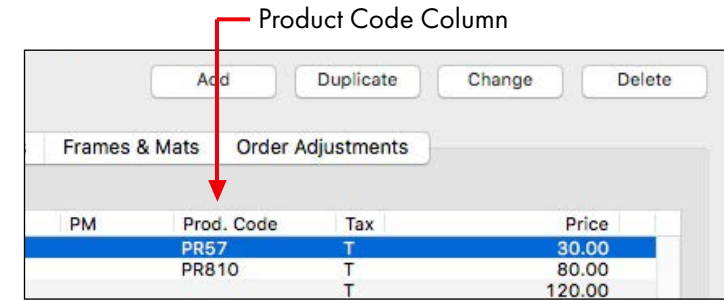 Product Code Column
Add Duplicate Change Delete
Frames & Mats Order Adjustments
PM Prod. Code Tax Price
PR57 T 30.00
PR810 T 80.00
T 120.00